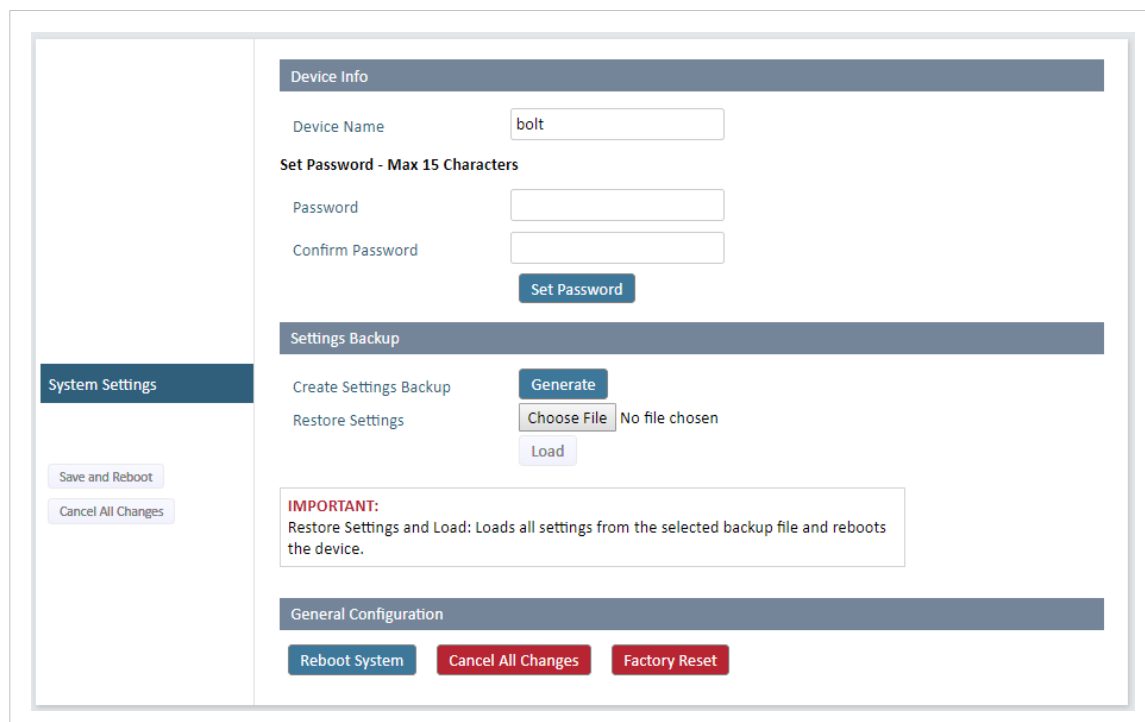 Device Info
Device Name
bolt
Set Password - Max 15 Characters
Password
Confirm Password
Set Password
Settings Backup
System Settings
Create Settings Backup
Generate
Restore Settings
Choose File No file chosen
Load
Save and Reboot
Cancel All Changes
IMPORTANT:
Restore Settings and Load: Loads all settings from the selected backup file and reboots
the device.
General Configuration
Reboot System
Cancel All Changes
Factory Reset